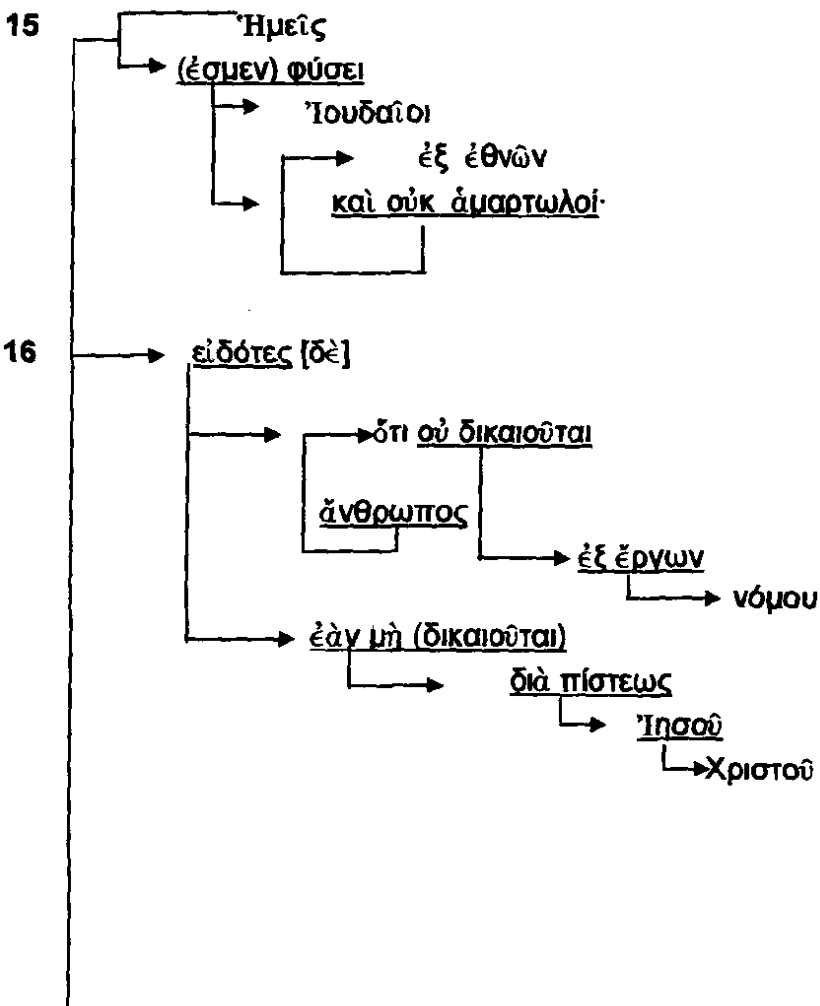 15 Ἡμεῖς
(ἐσμεν) φύσει
Ἰουδαῖοι
ἐξ ἐθνῶν
καὶ οὐκ ἁμαρτωλοί·
16 εἰδότες [δὲ]
ὅτι οὐ δικαιοῦται
ἄνθρωπος
ἐξ ἔργων
νόμου
ἐὰν μὴ (δικαιοῦται)
διὰ πίστεως
Ἰησοῦ
Χριστοῦ